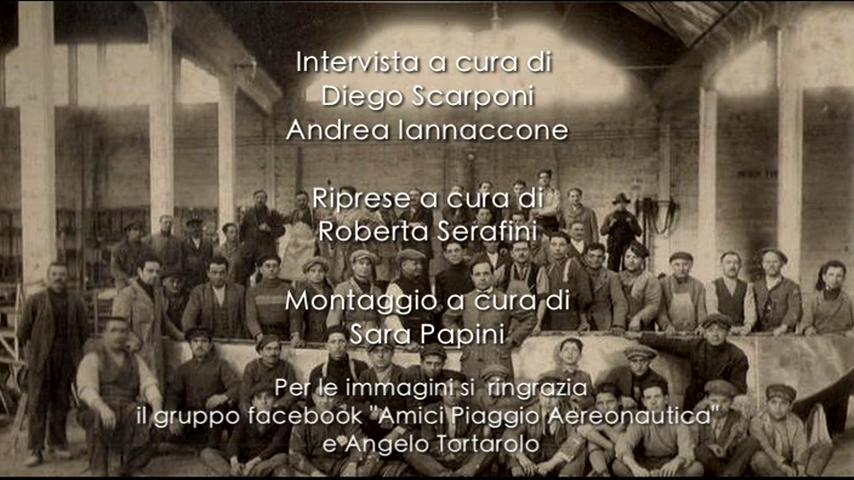 Intervista a cura di
Diego Scarponi
Andrea Iannaccone
Riprese a cura di
Roberta Serafini
Montaggio a cura di
Sara Papini
Per le immagini si ringrazia
il gruppo facebook "Amici Piaggio Aereonautica"
e Angelo Tortarolo